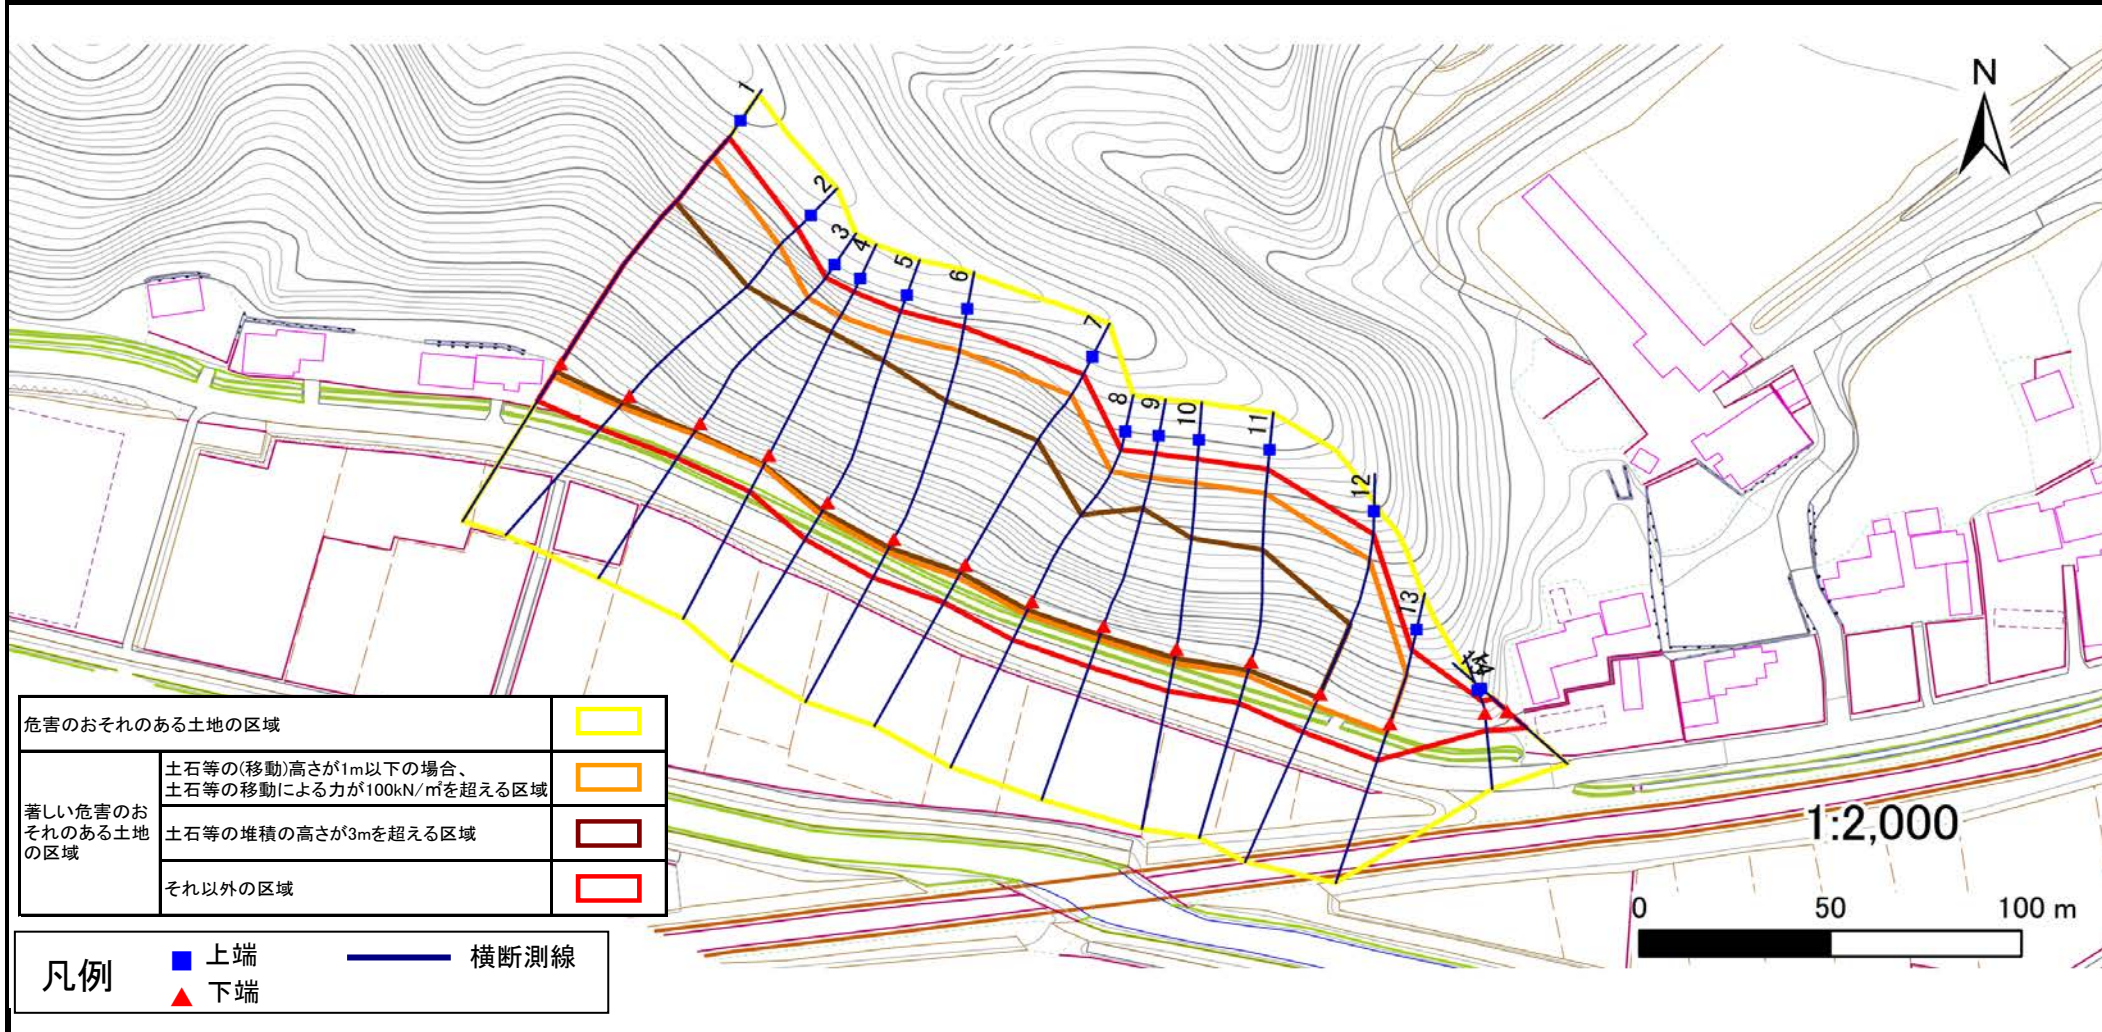 N
1
2
3
4
5
6
7
8
9
10
11
12
13
危害のおそれのある土地の区域
著しい危害のお
それのある土地
の区域
土石等の(移動)高さが1m以下の場合、
土石等の移動による力が100kN/㎡を超える区域
土石等の堆積の高さが3mを超える区域
それ以外の区域
凡例
上端
下端
横断測線
1:2,000
0 50 100 m